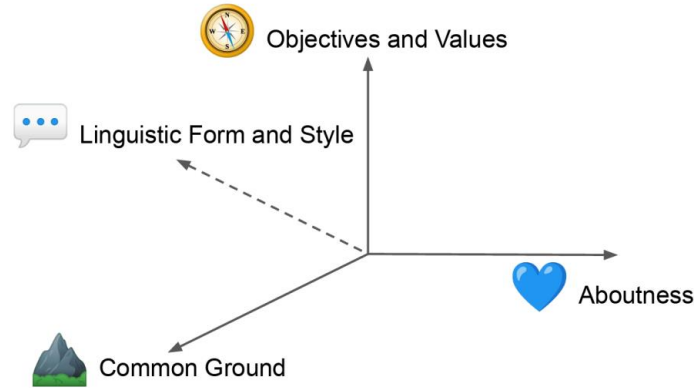 Objectives and Values
Linguistic Form and Style
Aboutness
Common Ground